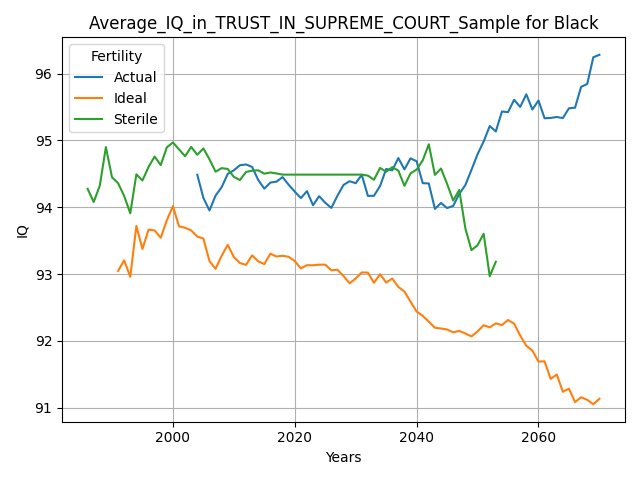 Average_IQ_in_TRUST_IN_SUPREME_COURT_Sample for Black
Fertility
Actual
Ideal
Sterile
96
95
94
93
92
91
IQ
2000
2020
2040
2060
Years